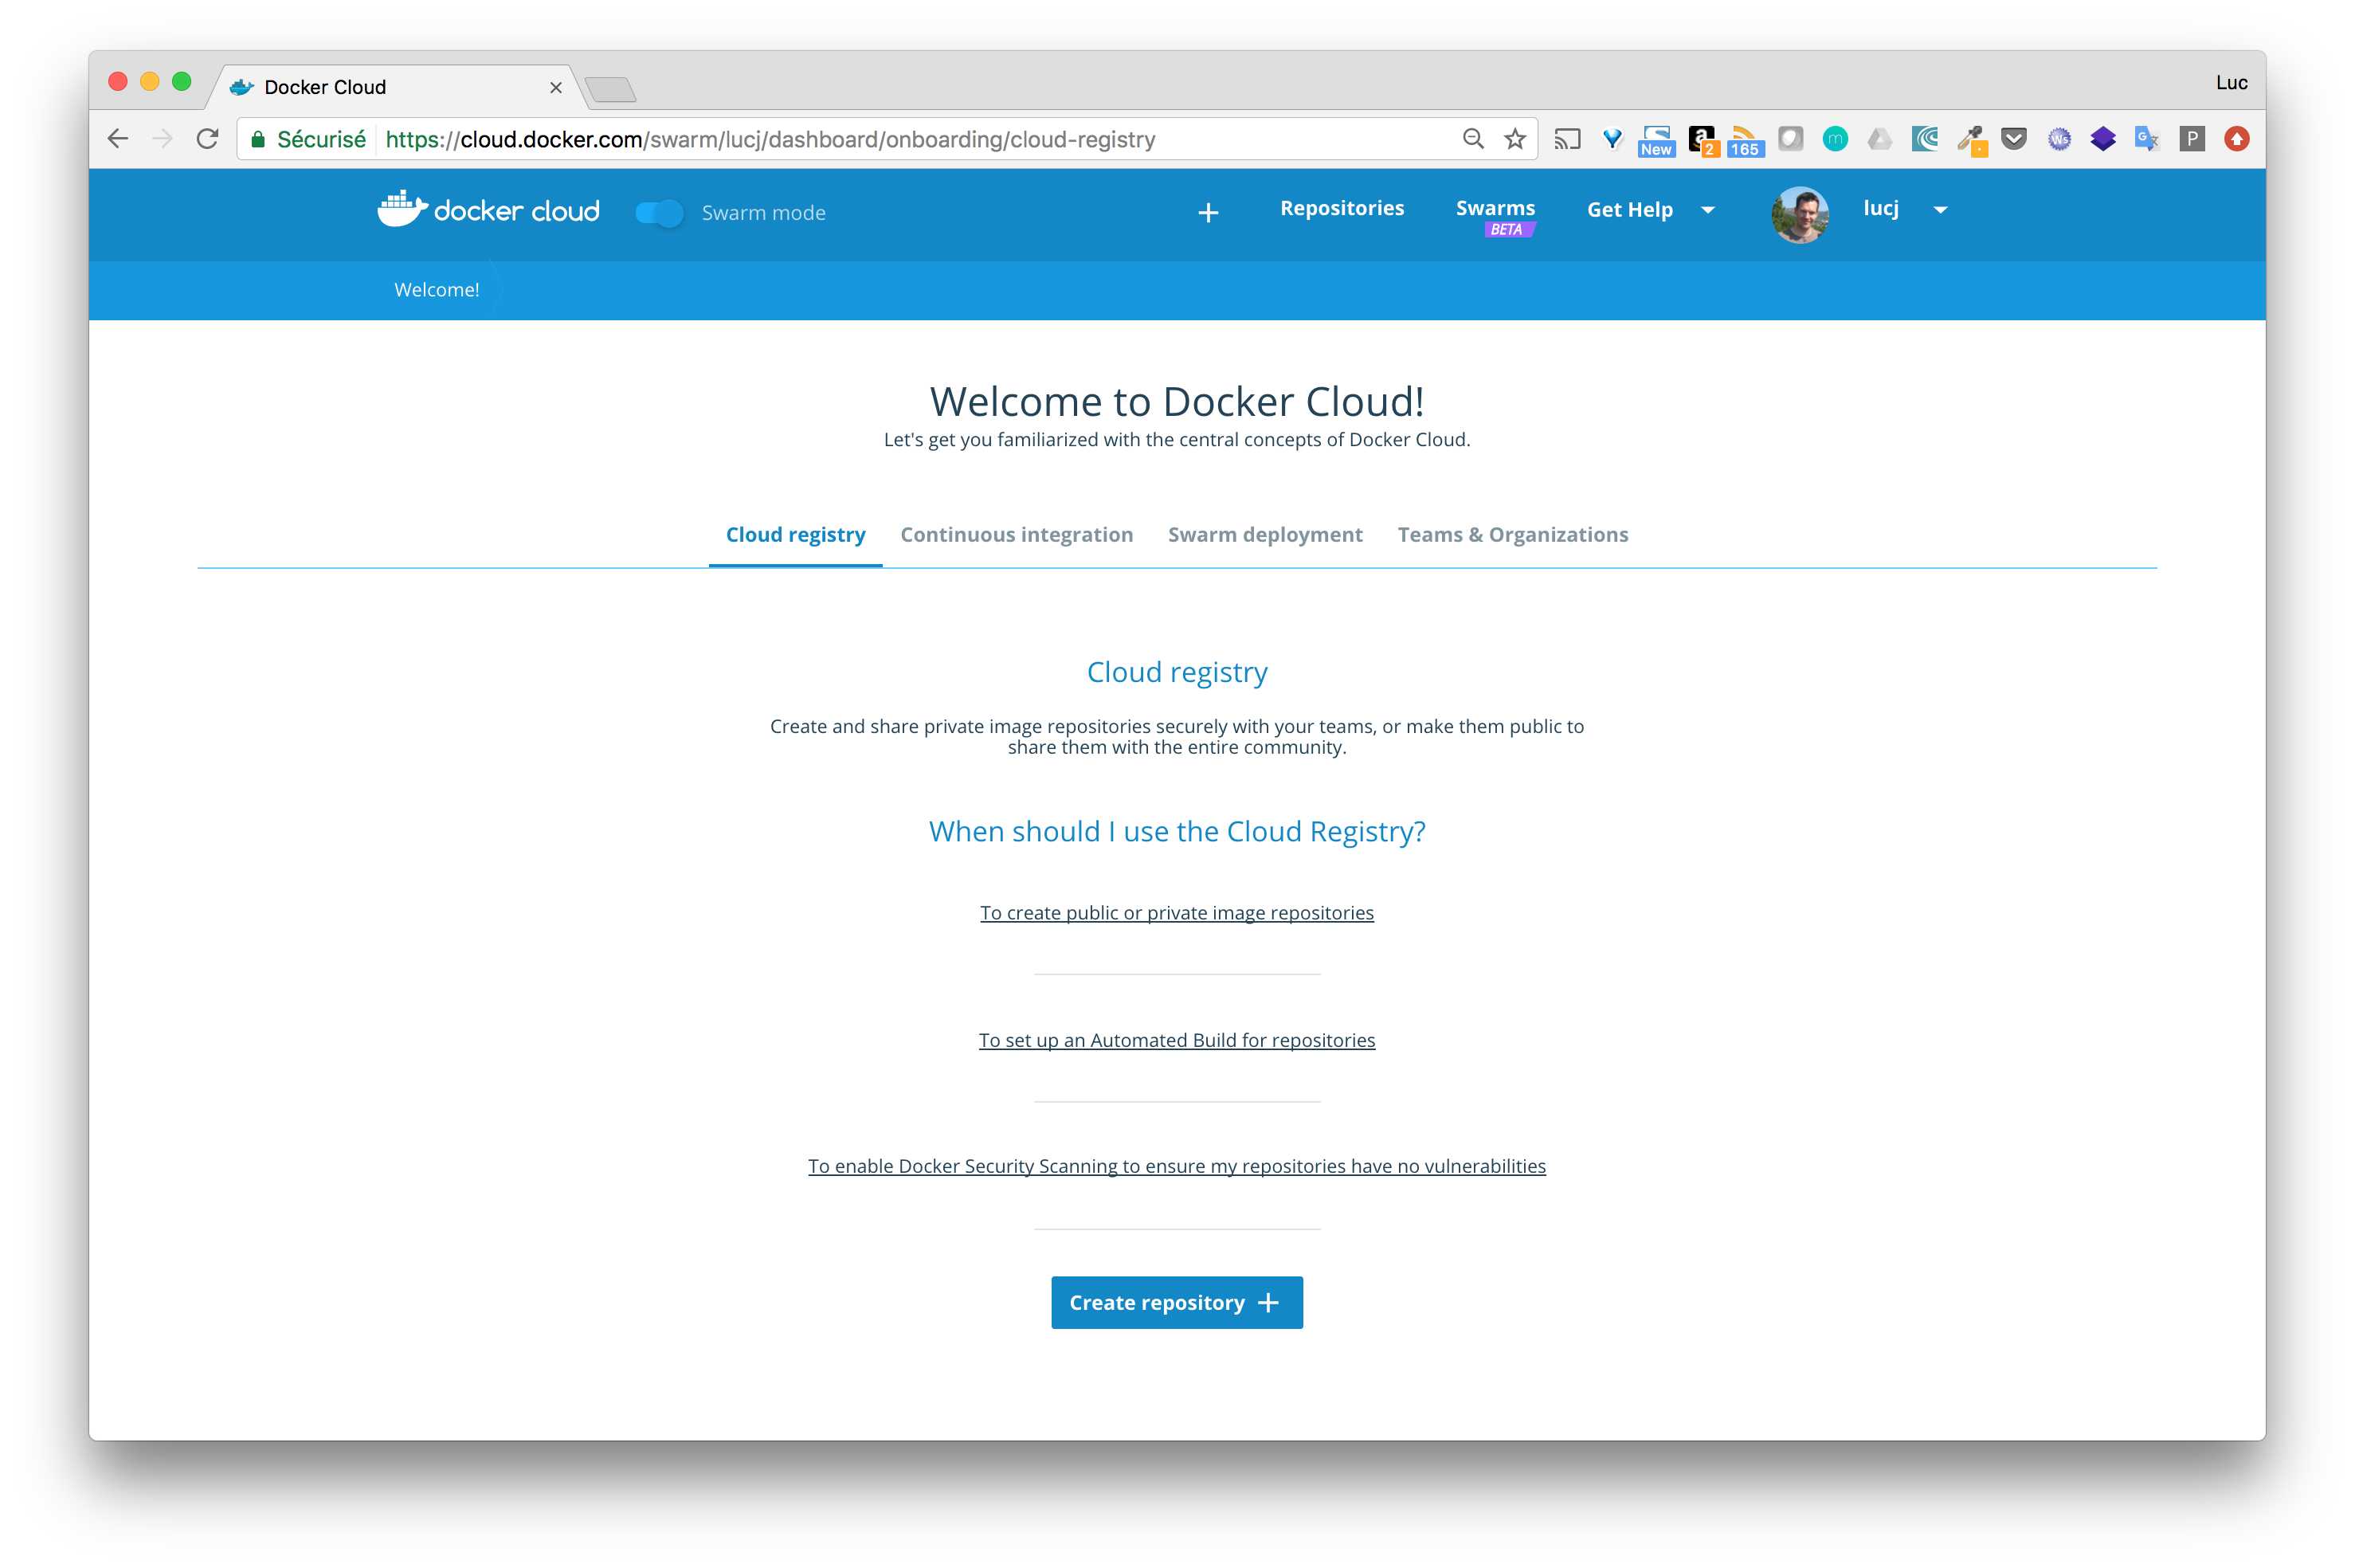 Docker Cloud
Luc
Sécurisé https://cloud.docker.com/swarm/lucj/dashboard/onboarding/cloud-registry
New 2 165 m Ws G P
docker cloud Swarm mode + Repositories Swarms Get Help lucj
BETA
Welcome!
Welcome to Docker Cloud!
Let's get you familiarized with the central concepts of Docker Cloud.
Cloud registry Continuous integration Swarm deployment Teams & Organizations
Cloud registry
Create and share private image repositories securely with your teams, or make them public to
share them with the entire community.
When should I use the Cloud Registry?
To create public or private image repositories
To set up an Automated Build for repositories
To enable Docker Security Scanning to ensure my repositories have no vulnerabilities
Create repository +